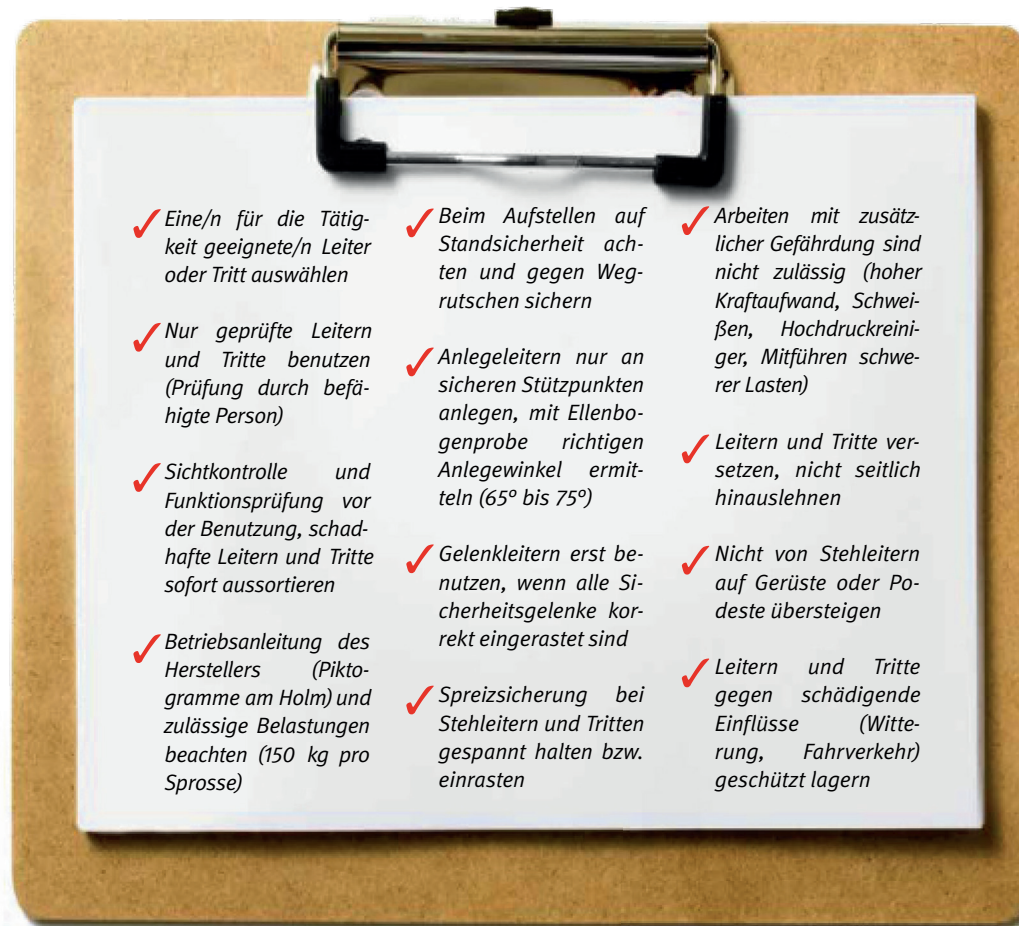 Eine/n für die Tätig-
keit geeignete/n Leiter
oder Tritt auswählen
Nur geprüfte Leitern
und Tritte benutzen
(Prüfung durch befä-
higte Person)
Sichtkontrolle und
Funktionsprüfung vor
der Benutzung, schad-
hafte Leitern und Tritte
sofort aussortieren
Betriebsanleitung des
Herstellers (Pikto-
gramme am Holm) und
zulässige Belastungen
beachten (150 kg pro
Sprosse)
Beim Aufstellen auf
Standsicherheit ach-
ten und gegen Weg-
rutschen sichern
Anlegeleitern nur an
sicheren Stützpunkten
anlegen, mit Ellenbo-
genprobe richtigen
Anlegewinkel ermit-
teln (65º bis 75º)
Gelenkleitern erst be-
nutzen, wenn alle Si-
cherheitsgelenke kor-
rekt eingerastet sind
Spreizsicherung bei
Stehleitern und Tritten
gespannt halten bzw.
einrasten
Arbeiten mit zusätz-
licher Gefährdung sind
nicht zulässig (hoher
Kraftaufwand, Schwei-
ßen, Hochdruckreini-
ger, Mitführen schwe-
rer Lasten)
Leitern und Tritte ver-
setzen, nicht seitlich
hinauslehnen
Nicht von Stehleitern
auf Gerüste oder Po-
deste übersteigen
Leitern und Tritte
gegen schädigende
Einflüsse (Witte-
rung, Fahrverkehr)
geschützt lagern